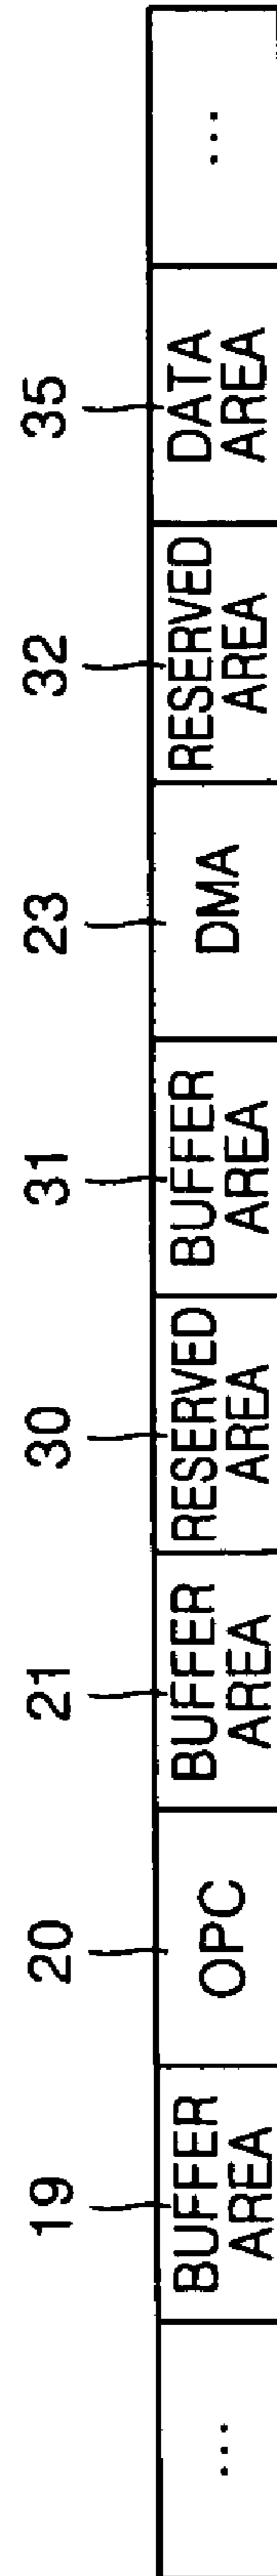 19 20 21 30 31 23 32 35
...
BUFFER
AREA
OPC
BUFFER
AREA
RESERVED
AREA
BUFFER
AREA
DMA
RESERVED
AREA
DATA
AREA
...